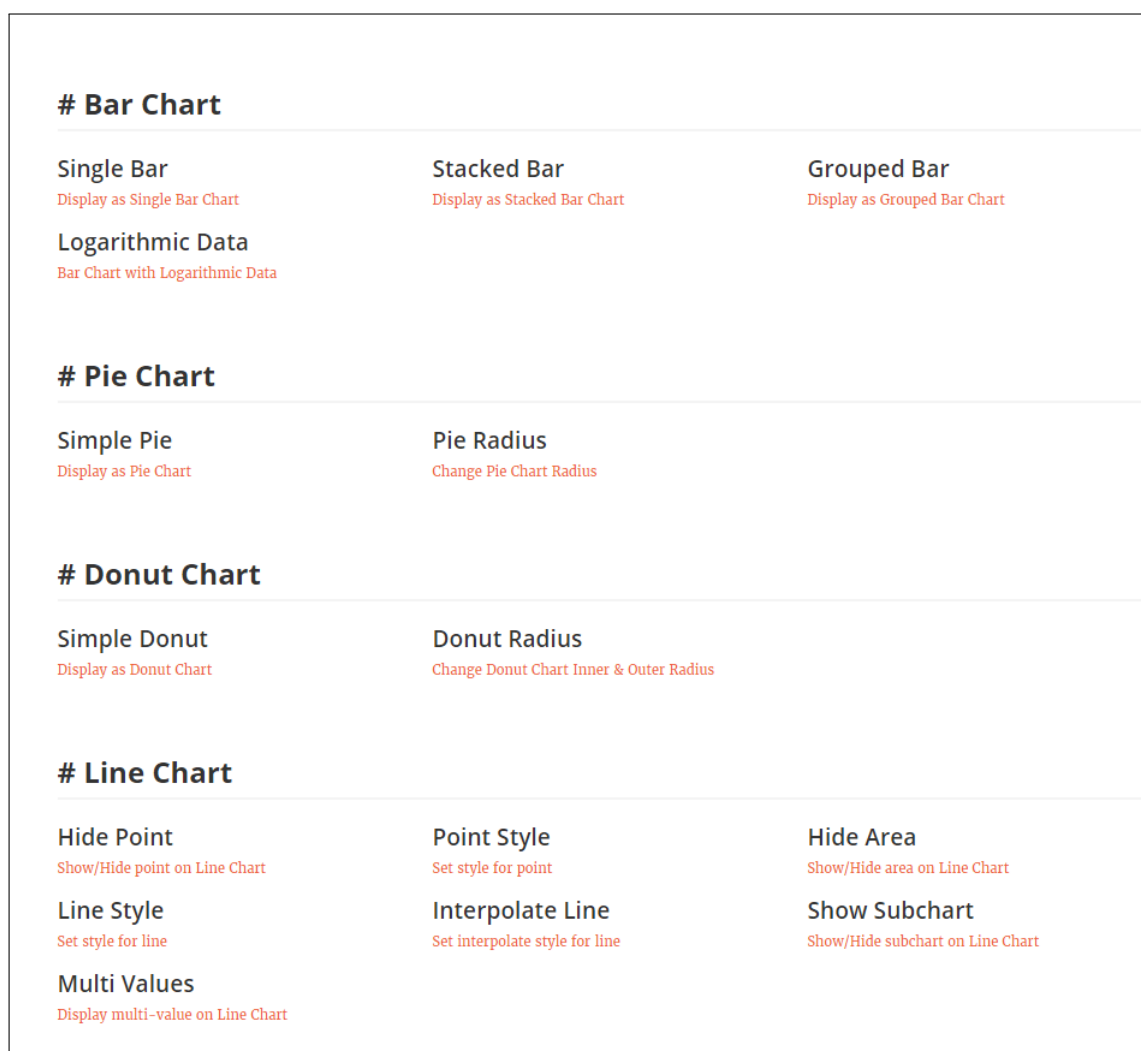 # Bar Chart
Single Bar
Display as Single Bar Chart
Stacked Bar
Display as Stacked Bar Chart
Grouped Bar
Display as Grouped Bar Chart
Logarithmic Data
Bar Chart with Logarithmic Data
# Pie Chart
Simple Pie
Display as Pie Chart
Pie Radius
Change Pie Chart Radius
# Donut Chart
Simple Donut
Display as Donut Chart
Donut Radius
Change Donut Chart Inner & Outer Radius
# Line Chart
Hide Point
Show/Hide point on Line Chart
Point Style
Set style for point
Hide Area
Show/Hide area on Line Chart
Line Style
Set style for line
Interpolate Line
Set interpolate style for line
Show Subchart
Show/Hide subchart on Line Chart
Multi Values
Display multi-value on Line Chart